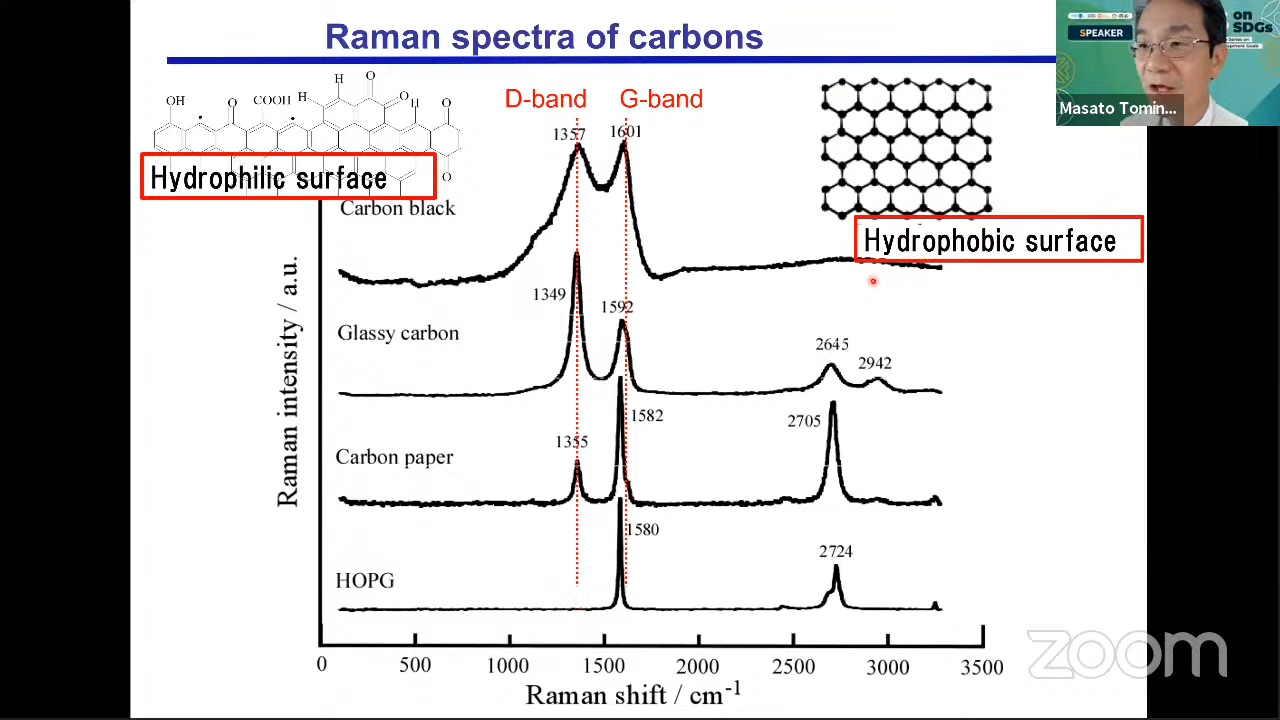 Raman spectra of carbons
on
SDGs
SPEAKER
Masato Tomin...
D-band
G-band
OH
O
COOH
H
H
O
O
H
O
O
Hydrophilic surface
Hydrophobic surface
Carbon black
1357
1601
Glassy carbon
1349
1592
2645
2942
Carbon paper
1355
1582
2705
HOPG
1580
2724
Raman intensity / a.u.
0
500
1000
1500
2000
2500
3000
3500
Raman shift / cm-1
zoom